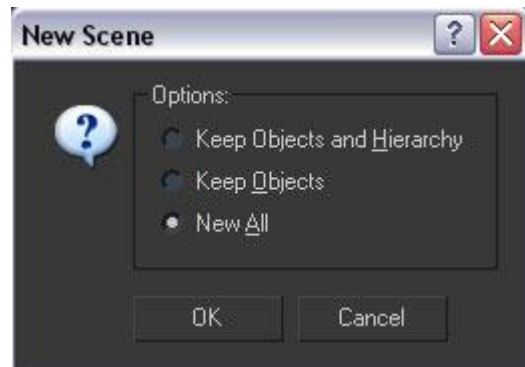 New Scene
Options:
Keep Objects and Hierarchy
Keep Objects
New All
OK
Cancel